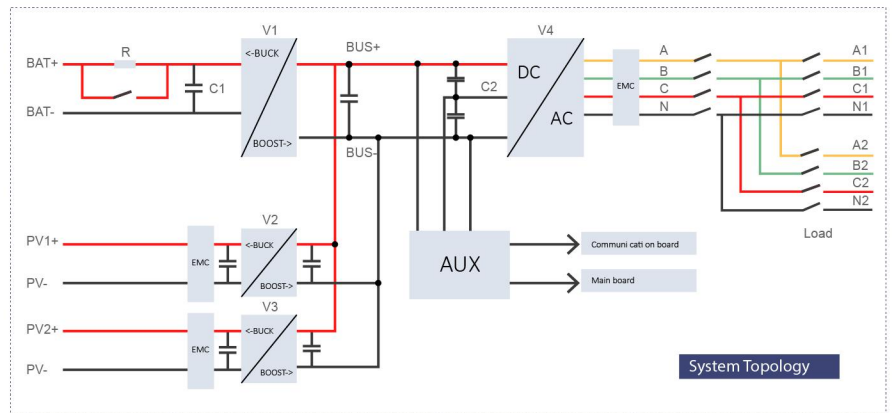 V1
V4
BAT+
R
<-BUCK
BUS+
A
A1
B
B1
DC
C1
C2
EMC
C
C1
AC
N
N1
BAT-
BOOST->
BUS-
A2
B2
C2
N2
Load
V2
PV1+
EMC
<-BUCK
PV-
BOOST->
AUX
Communi cati on board
Main board
V3
PV2+
EMC
<-BUCK
PV-
BOOST->
System Topology